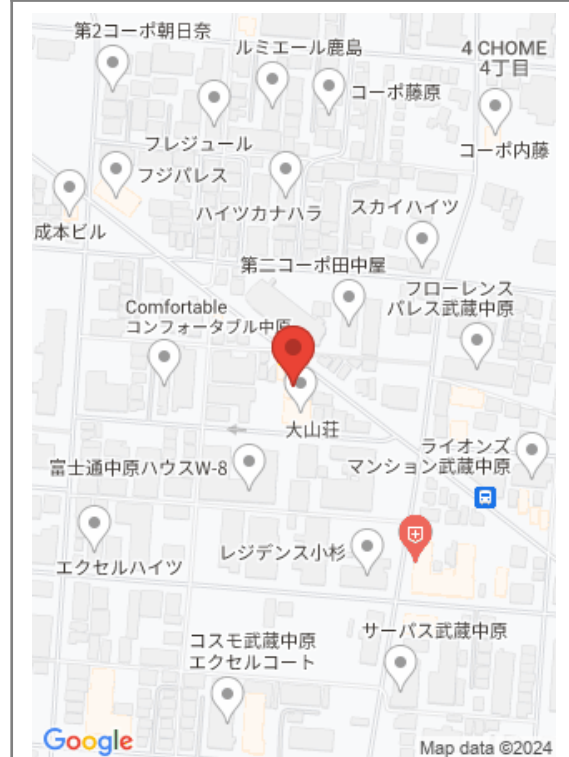 第2コーポ朝日奈
ルミエール鹿島
4 CHOME
4丁目
コーポ藤原
フレジュール
コーポ内藤
フジパレス
ハイツカナハラ
スカイハイツ
成本ビル
第二コーポ田中屋
フローレンス
パレス武蔵中原
Comfortable
コンフォータブル中原
大山荘
ライオンズ
マンション武蔵中原
富士通中原ハウスW-8
レジデンス小杉
エクセルハイツ
サーパス武蔵中原
コスモ武蔵中原
エクセルコート
Google
Map data ©2024